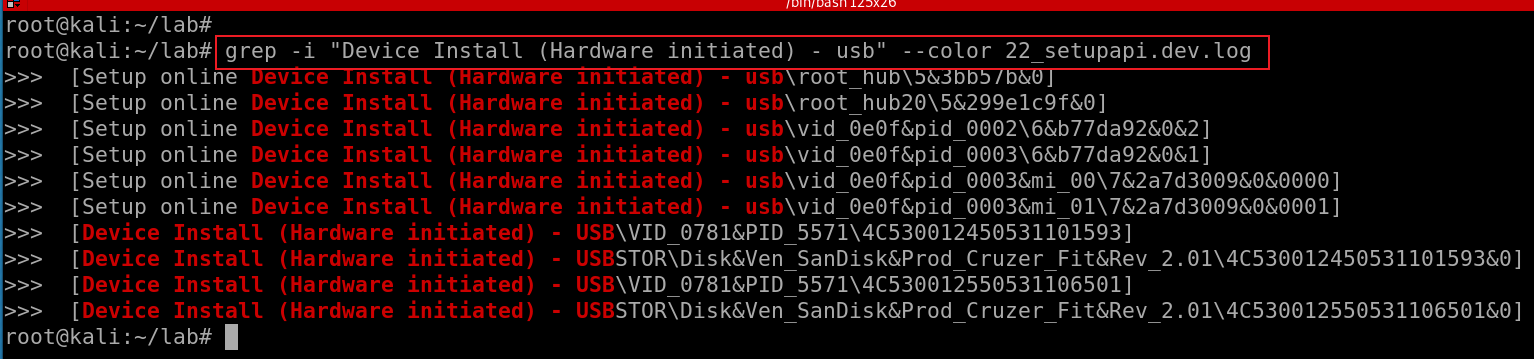 /bin/bash 125x26
root@kali:~/lab#
root@kali:~/lab# grep -i "Device Install (Hardware initiated) - usb" --color 22_setupapi.dev.log
>>>  [Setup online Device Install (Hardware initiated) - usb\root_hub\5&3bb57b&0]
>>>  [Setup online Device Install (Hardware initiated) - usb\root_hub20\5&299e1c9f&0]
>>>  [Setup online Device Install (Hardware initiated) - usb\vid_0e0f&pid_0002\6&b77da92&0&2]
>>>  [Setup online Device Install (Hardware initiated) - usb\vid_0e0f&pid_0003\6&b77da92&0&1]
>>>  [Setup online Device Install (Hardware initiated) - usb\vid_0e0f&pid_0003&mi_00\7&2a7d3009&0&0000]
>>>  [Setup online Device Install (Hardware initiated) - usb\vid_0e0f&pid_0003&mi_01\7&2a7d3009&0&0001]
>>>  [Device Install (Hardware initiated) - USB\VID_0781&PID_5571\4C530012450531101593]
>>>  [Device Install (Hardware initiated) - USBSTOR\Disk&Ven_SanDisk&Prod_Cruzer_Fit&Rev_2.01\4C530012450531101593&0]
>>>  [Device Install (Hardware initiated) - USB\VID_0781&PID_5571\4C530012550531106501]
>>>  [Device Install (Hardware initiated) - USBSTOR\Disk&Ven_SanDisk&Prod_Cruzer_Fit&Rev_2.01\4C530012550531106501&0]
root@kali:~/lab#